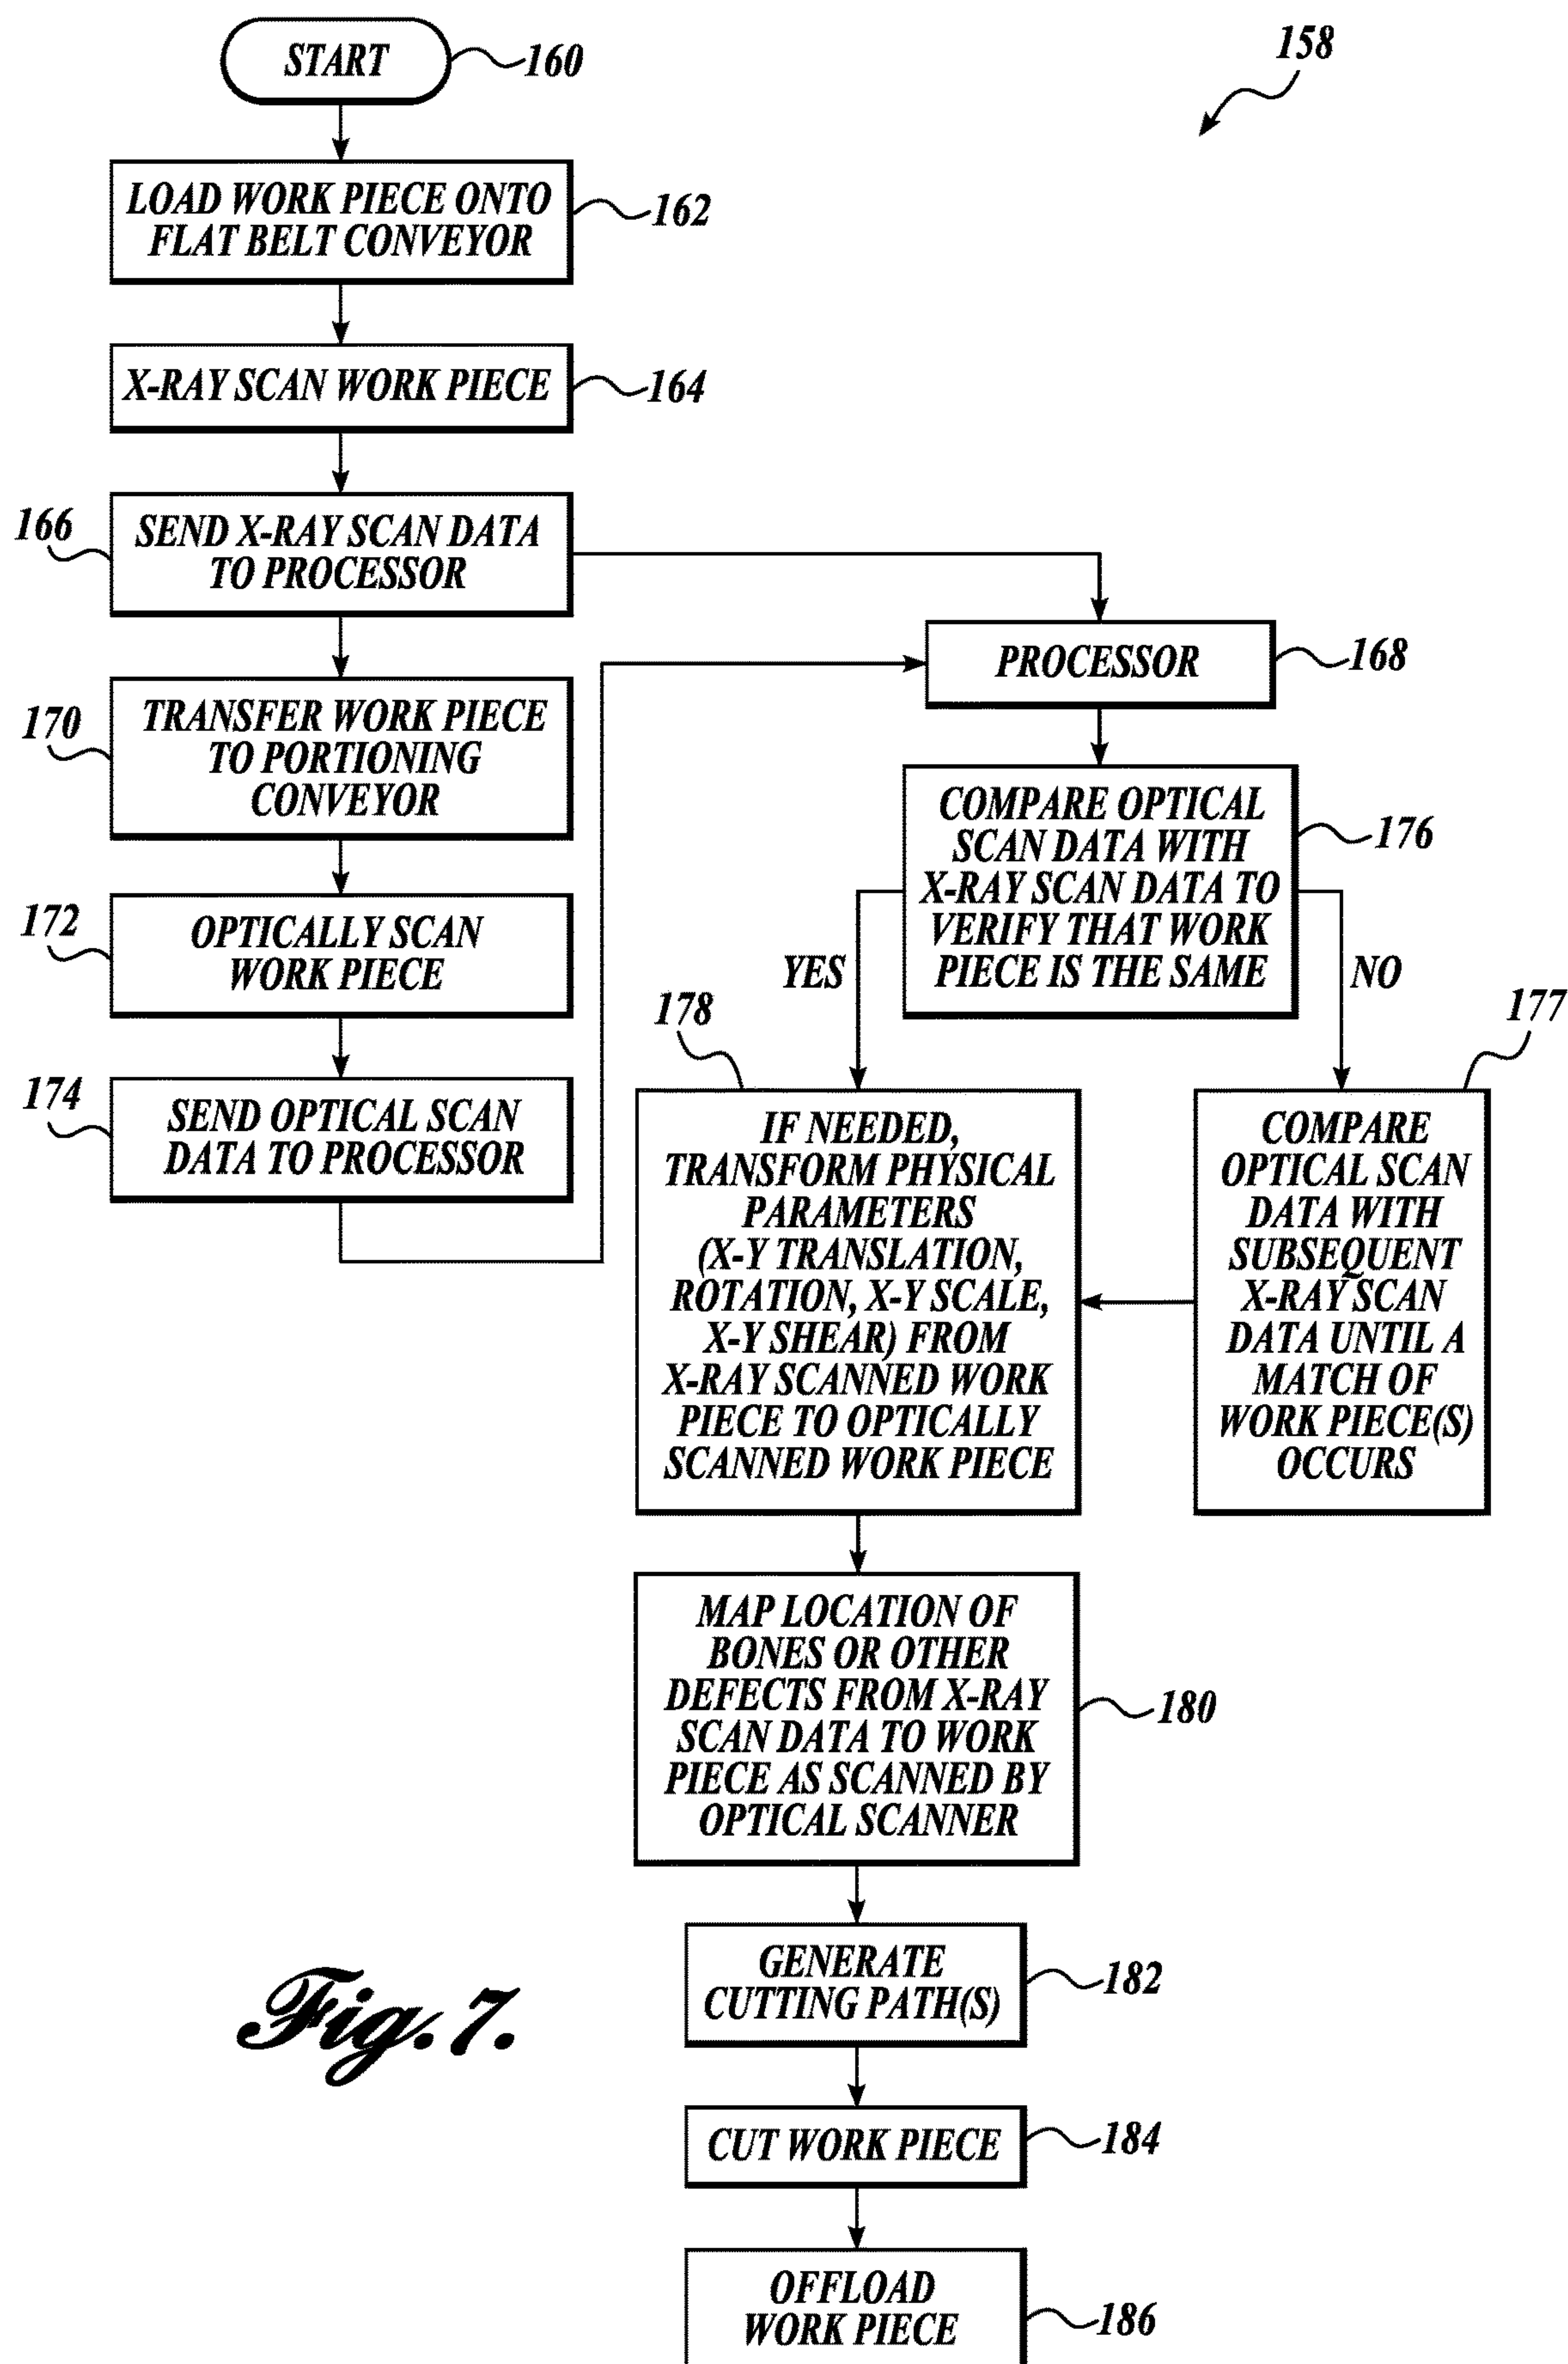 START
160
158
LOAD WORK PIECE ONTO
FLAT BELT CONVEYOR
162
X-RAY SCAN WORK PIECE
164
166
SEND X-RAY SCAN DATA
TO PROCESSOR
PROCESSOR
168
170
TRANSFER WORK PIECE
TO PORTIONING
CONVEYOR
172
OPTICALLY SCAN
WORK PIECE
174
SEND OPTICAL SCAN
DATA TO PROCESSOR
COMPARE OPTICAL
SCAN DATA WITH
X-RAY SCAN DATA TO
VERIFY THAT WORK
PIECE IS THE SAME
176
YES
NO
178
177
IF NEEDED,
TRANSFORM PHYSICAL
PARAMETERS
(X-Y TRANSLATION,
ROTATION, X-Y SCALE,
X-Y SHEAR) FROM
X-RAY SCANNED WORK
PIECE TO OPTICALLY
SCANNED WORK PIECE
COMPARE
OPTICAL SCAN
DATA WITH
SUBSEQUENT
X-RAY SCAN
DATA UNTIL A
MATCH OF
WORK PIECE(S)
OCCURS
MAP LOCATION OF
BONES OR OTHER
DEFECTS FROM X-RAY
SCAN DATA TO WORK
PIECE AS SCANNED BY
OPTICAL SCANNER
180
GENERATE
CUTTING PATH(S)
182
CUT WORK PIECE
184
OFFLOAD
WORK PIECE
186
Fig. 7.